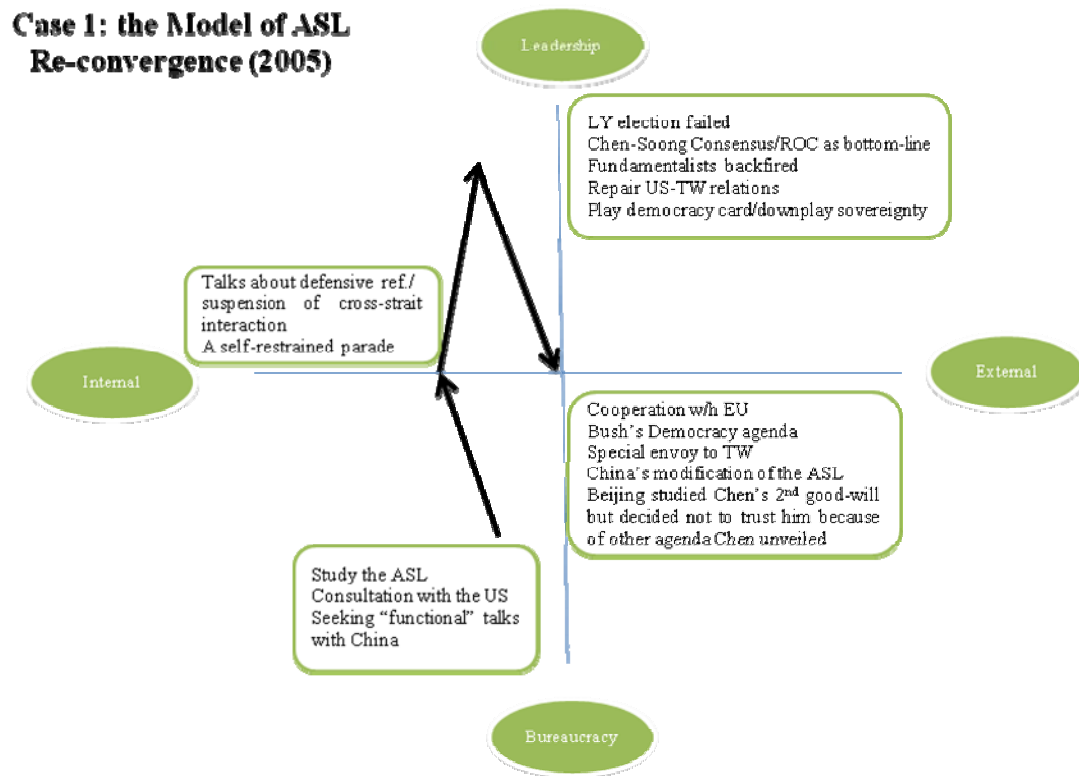 Case 1: the Model of ASL
Re-convergence (2005)
Leadership
LY election failed
Chen-Soong Consensus/ROC as bottom-line
Fundamentalists backfired
Repair US-TW relations
Play democracy card/downplay sovereignty
Talks about defensive ref./
suspension of cross-strait
interaction
A self-restrained parade
Internal
External
Cooperation w/h EU
Bush's Democracy agenda
Special envoy to TW
China's modification of the ASL
Beijing studied Chen's 2nd good-will
but decided not to trust him because
of other agenda Chen unveiled
Study the ASL
Consultation with the US
Seeking “functional” talks
with China
Bureaucracy